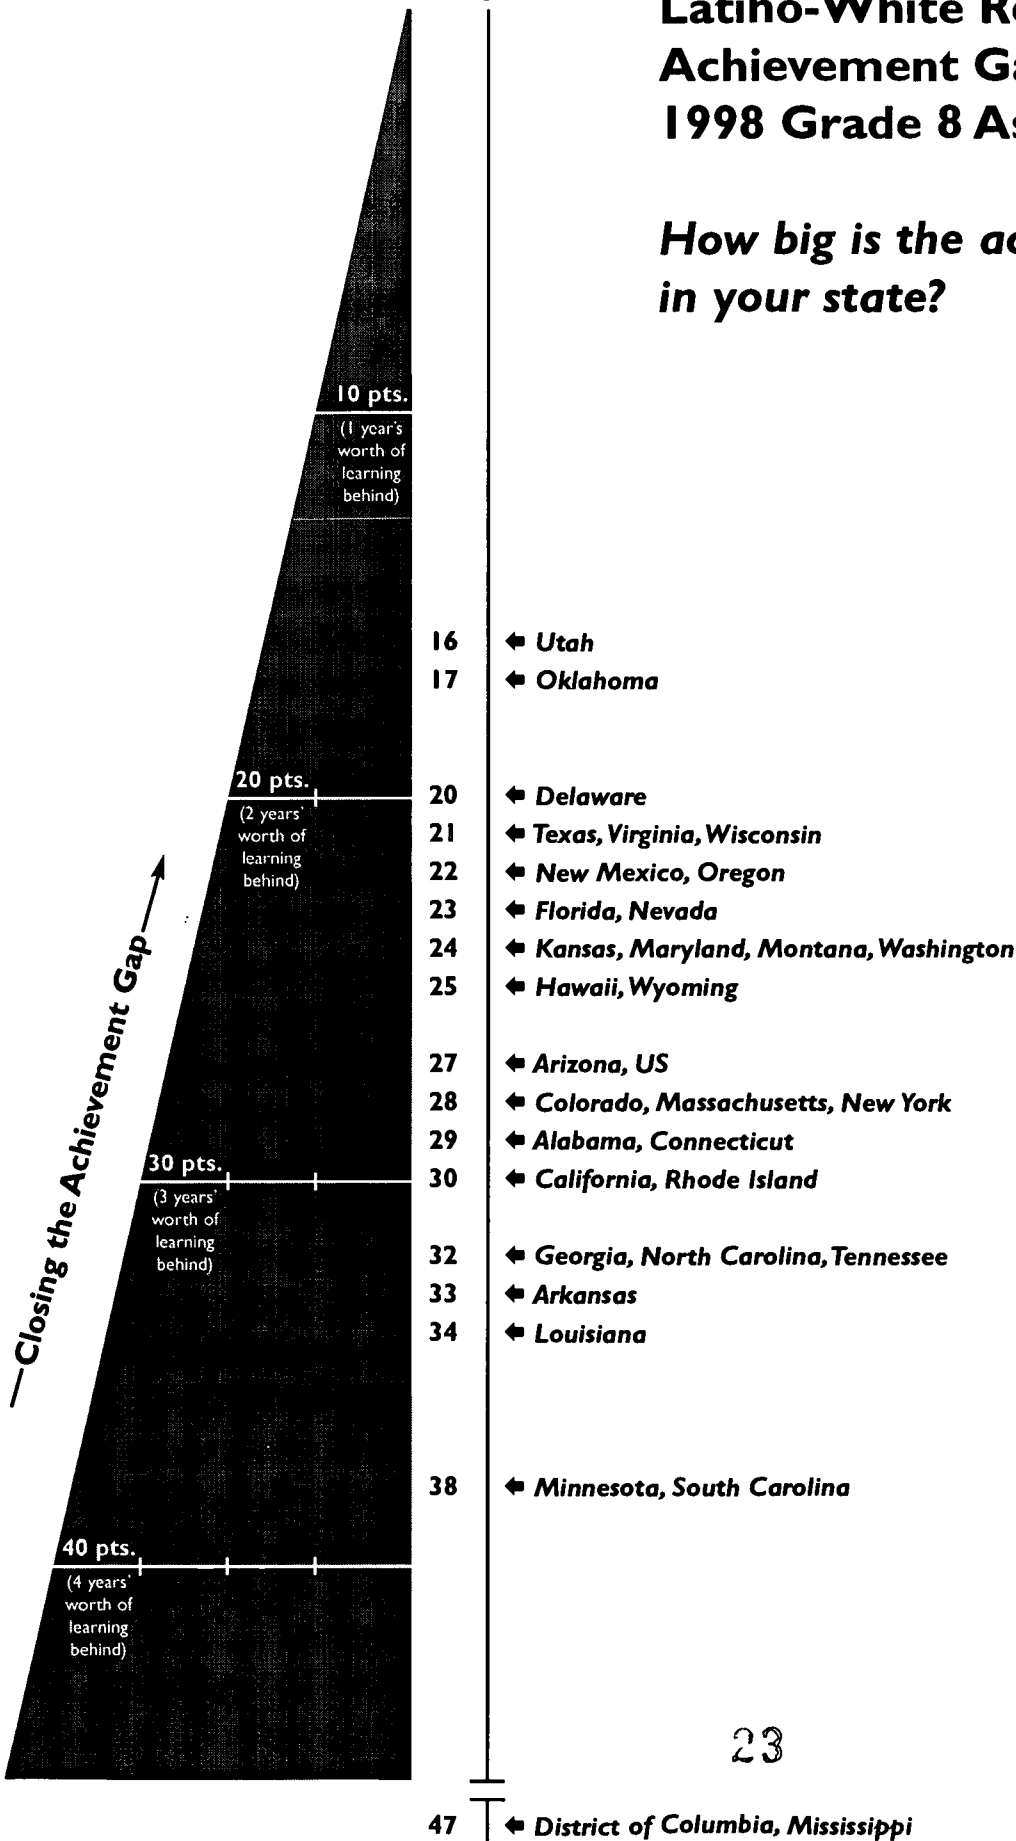 Latino-White
Achievement
1998 Grade 8
How big is the
in your state?
10 pts.
(1 year's
worth of
learning
behind)
16 Utah
17 Oklahoma
20 pts.
(2 years'
worth of
learning
behind)
20 Delaware
21 Texas, Virginia, Wisconsin
22 New Mexico, Oregon
23 Florida, Nevada
24 Kansas, Maryland, Montana, Washington
25 Hawaii, Wyoming
27 Arizona, US
28 Colorado, Massachusetts, New York
29 Alabama, Connecticut
30 pts.
(3 years'
worth of
learning
behind)
30 California, Rhode Island
32 Georgia, North Carolina, Tennessee
33 Arkansas
34 Louisiana
Closing the Achievement Gap
38 Minnesota, South Carolina
40 pts.
(4 years'
worth of
learning
behind)
23
47 District of Columbia, Mississippi